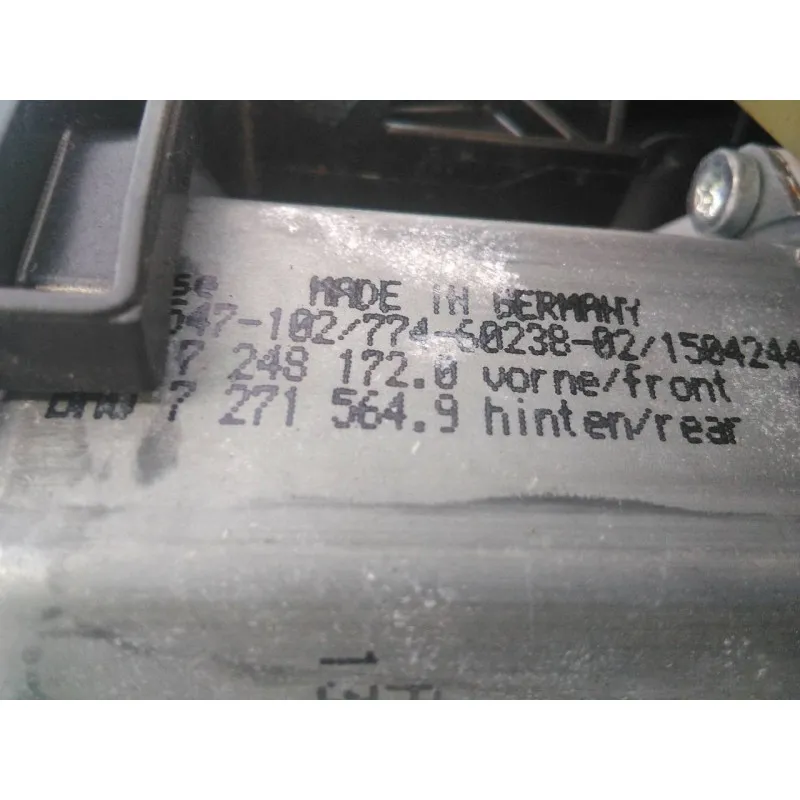 MADE IN GERMANY
047-102/774-60238-02/1504244
7 248 172.0 vorne/front
BMW 7 271 564.9 hinten/rear